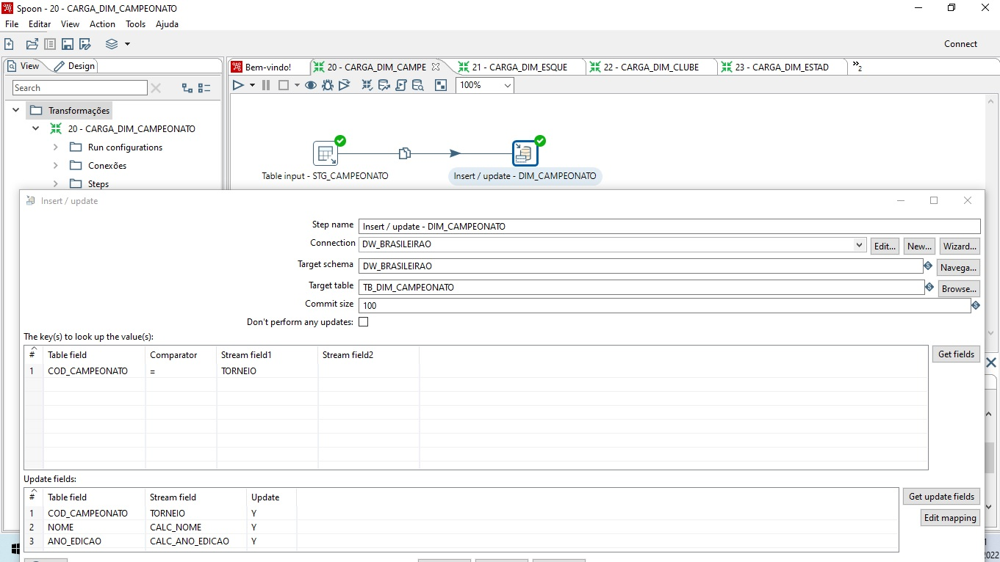 Spoon - 20 - CARGA_DIM_CAMPEONATO
File Editar View Action Tools Ajuda
Connect
View Design
Bem-vindo! 20 - CARGA_DIM_CAMPE 21 - CARGA_DIM_ESQUE 22 - CARGA_DIM_CLUBE 23 - CARGA_DIM_ESTAD »2
Search
100%
Transformações
20 - CARGA_DIM_CAMPEONATO
Run configurations
Conexões
Steps
Table input - STG_CAMPEONATO
Insert / update - DIM_CAMPEONATO
Insert / update
Step name Insert / update - DIM_CAMPEONATO
Connection DW_BRASILEIRAO Edit... New... Wizard...
Target schema DW_BRASILEIRAO Navega...
Target table TB_DIM_CAMPEONATO Browse...
Commit size 100
Don't perform any updates:
The key(s) to look up the value(s):
# Table field Comparator Stream field1 Stream field2 Get fields
1 COD_CAMPEONATO = TORNEIO
Update fields:
# Table field Stream field Update Get update fields
1 COD_CAMPEONATO TORNEIO Y
Edit mapping
2 NOME CALC_NOME Y
3 ANO_EDICAO CALC_ANO_EDICAO Y
2022